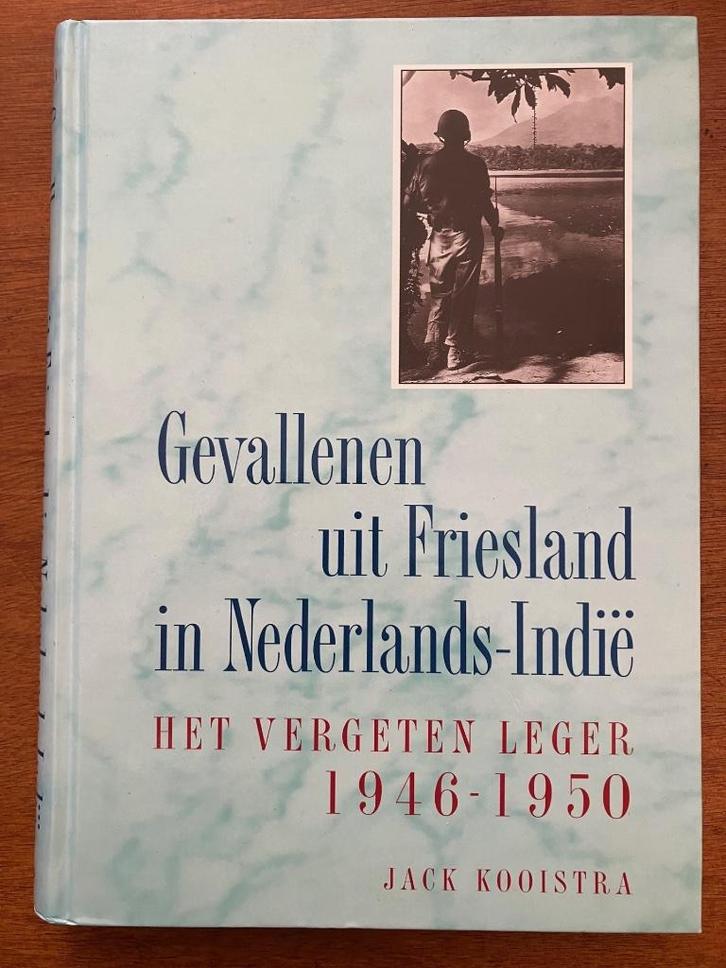 Gevallenen
uit Friesland
in Nederlands-Indië
HET VERGETEN LEGER
1946-1950
JACK KOOISTRA